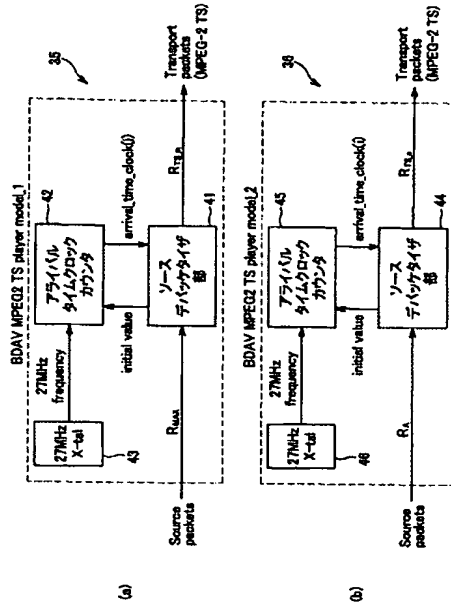 (a)
BDAV MPEG2 TS player model_1
35
27MHz
X-tal
43
27MHz
frequency
アライバル
タイムクロック
カウンタ
42
initial value
arrival_time_clock(i)
Source
packets
RMAX
ソース
デパッケタイザ
部
41
RTS_R
Transport
packets
(MPEG-2 TS)
(b)
BDAV MPEG2 TS player model_2
36
27MHz
X-tal
46
27MHz
frequency
アライバル
タイムクロック
カウンタ
45
initial value
arrival_time_clock(i)
Source
packets
RA
ソース
デパッケタイザ
部
44
Transport
packets
(MPEG-2 TS)